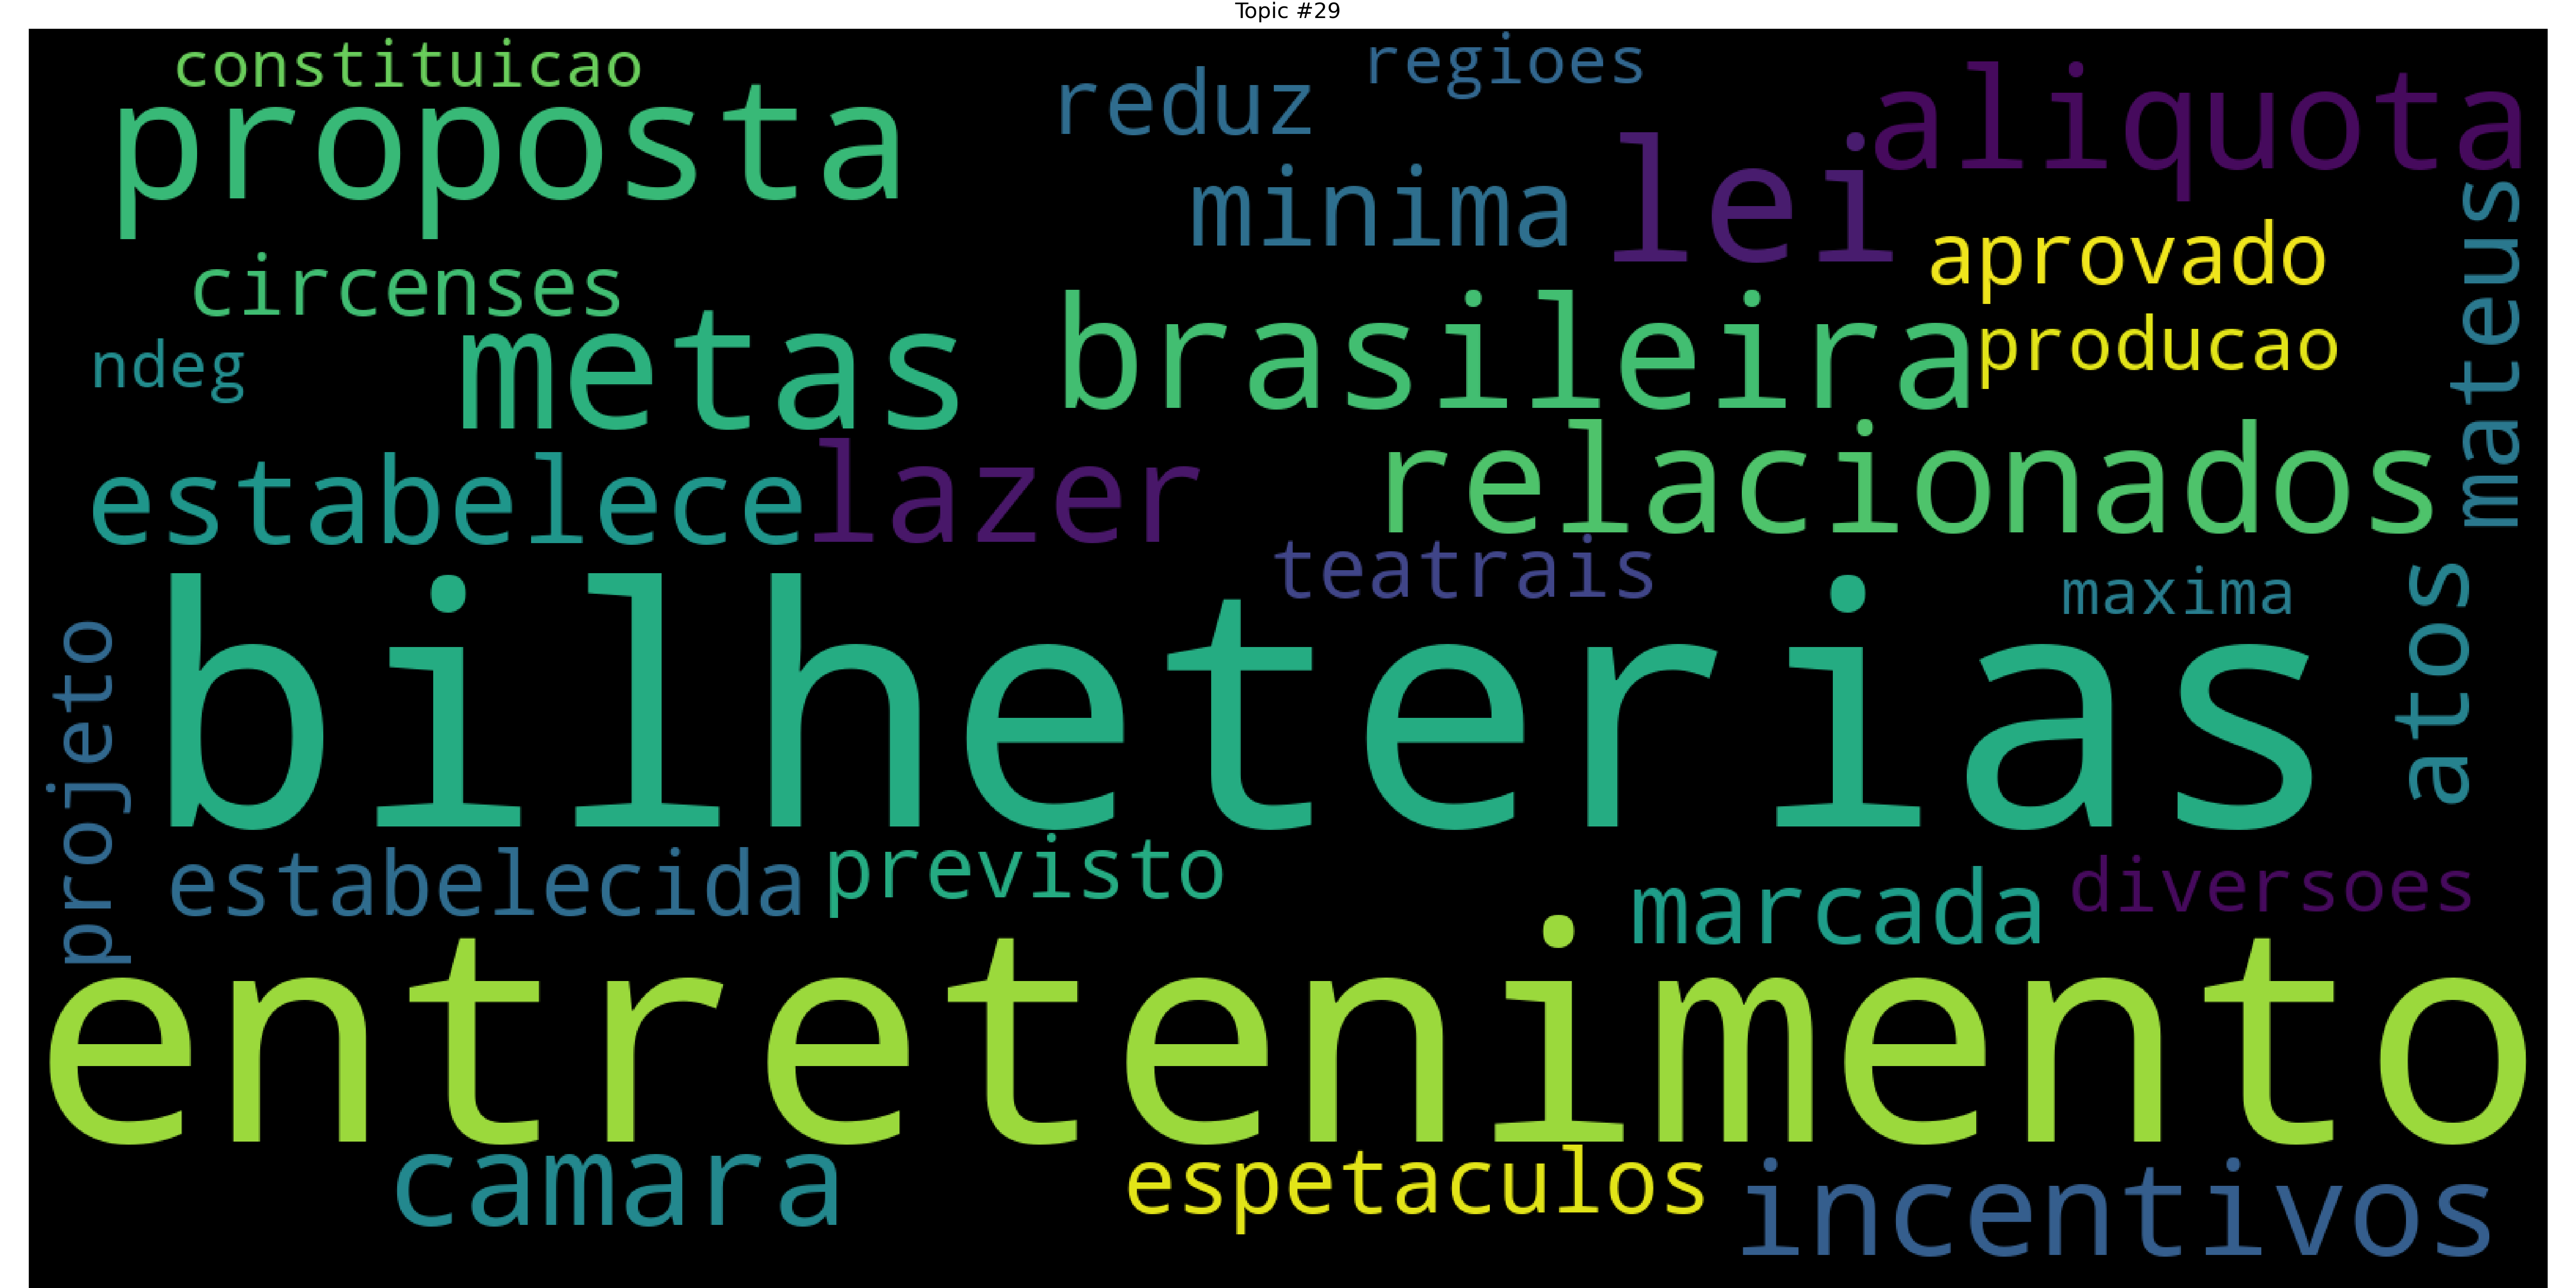 Topic #29
constituicao
regioes
proposta
reduz
aliquota
minima
lei
mateus
circenses
aprovado
ndeg
metas
brasileira
producao
estabelece
lazer
relacionados
teatrais
maxima
atos
projeto
bilheterias
estabelecida
previsto
marcada
diversoes
entretenimento
camara
espetaculos
incentivos